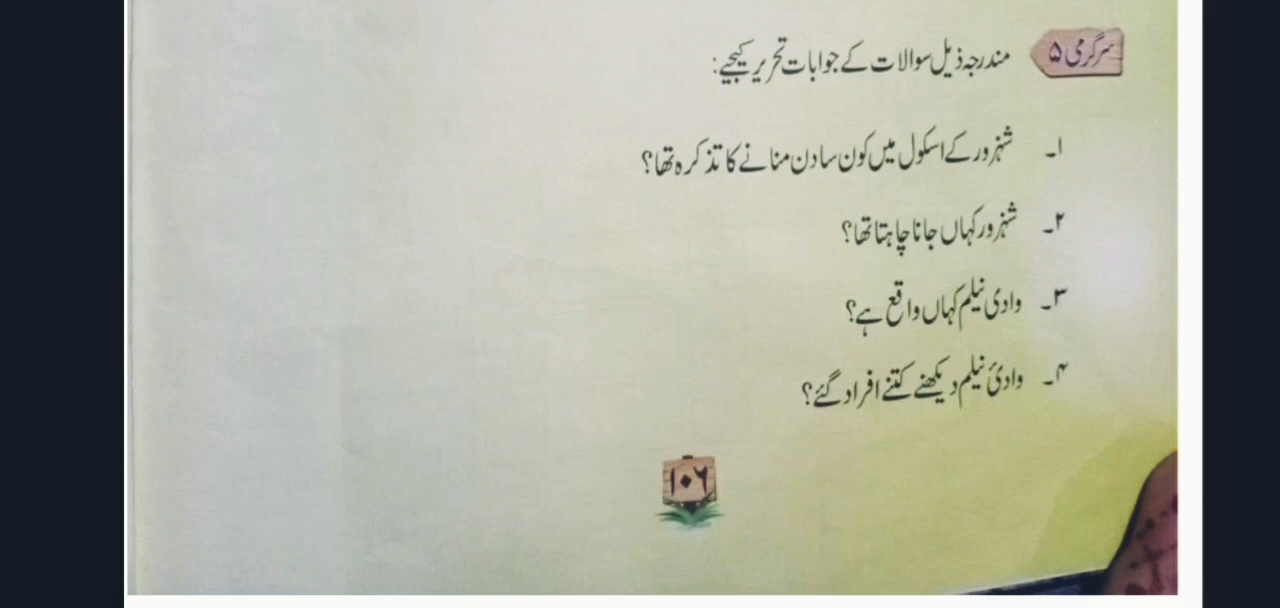 سرگرمی ۵ مندرجہ ذیل سوالات کے جوابات تحریر کیجیے:
۱۔ شہزور کے اسکول میں کون سا دن منانے کا تذکرہ تھا؟
۲۔ شہزور کہاں جانا چاہتا تھا؟
۳۔ وادی نیلم کہاں واقع ہے؟
۴۔ وادئ نیلم دیکھنے کتنے افراد گئے؟
۱۰۶